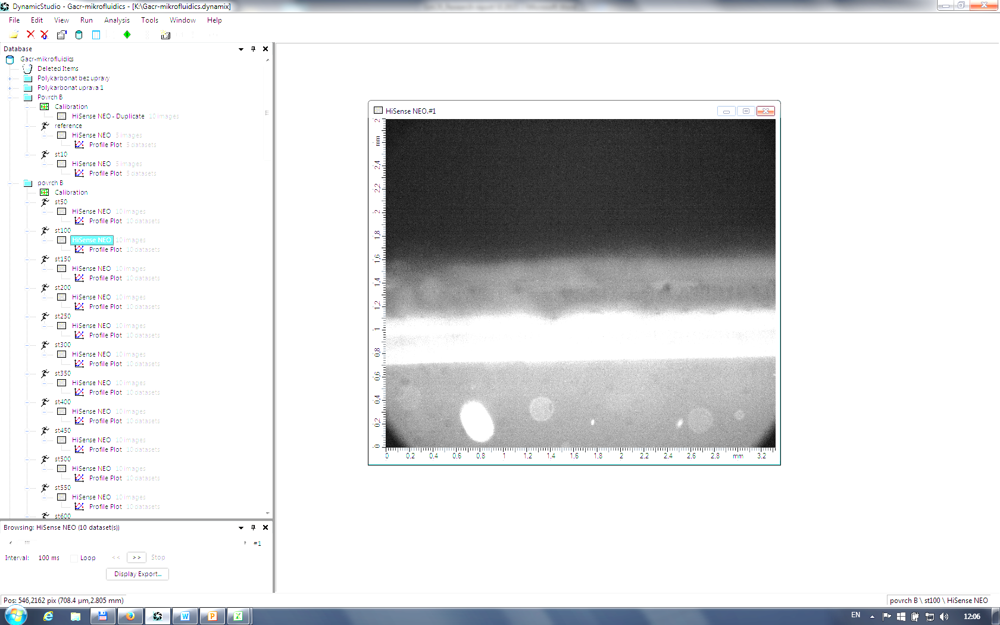 DynamicStudio - Gacr-mikrofluidics - [K:\Gacr-mikrofluidics.dynamix]
File Edit View Run Analysis Tools Window Help
Database
Gacr-mikrofluidics
Deleted Items
Polykarbonat bez upravy
Polykarbonat uprava 1
Povrch B
Calibration
HiSense NEO - Duplicate 10 images
reference
HiSense NEO 5 images
Profile Plot 5 datasets
st10
HiSense NEO 5 images
Profile Plot 5 datasets
povrch B
Calibration
st50
HiSense NEO 10 images
Profile Plot 10 datasets
st100
HiSense NEO 10 images
Profile Plot 10 datasets
st150
HiSense NEO 10 images
Profile Plot 10 datasets
st200
HiSense NEO 10 images
Profile Plot 10 datasets
st250
HiSense NEO 10 images
Profile Plot 10 datasets
st300
HiSense NEO 10 images
Profile Plot 10 datasets
st350
HiSense NEO 10 images
Profile Plot 10 datasets
st400
HiSense NEO 10 images
Profile Plot 10 datasets
st450
HiSense NEO 10 images
Profile Plot 10 datasets
st500
HiSense NEO 10 images
Profile Plot 10 datasets
st550
HiSense NEO 10 images
Profile Plot 10 datasets
st600
Browsing: HiSense NEO (10 dataset(s))
#1
Interval: 100 ms Loop << >> Stop
Display Export...
HiSense NEO.#1
mm
2,4
2,2
2
1,8
1,6
1,4
1,2
1
0,8
0,6
0,4
0,2
0
0 0,2 0,4 0,6 0,8 1 1,2 1,4 1,6 1,8 2 2,2 2,4 2,6 2,8 mm 3,2
Pos: 546,2162 pix (708.4 µm,2.805 mm)
povrch B \ st100 \ HiSense NEO
EN
12:06